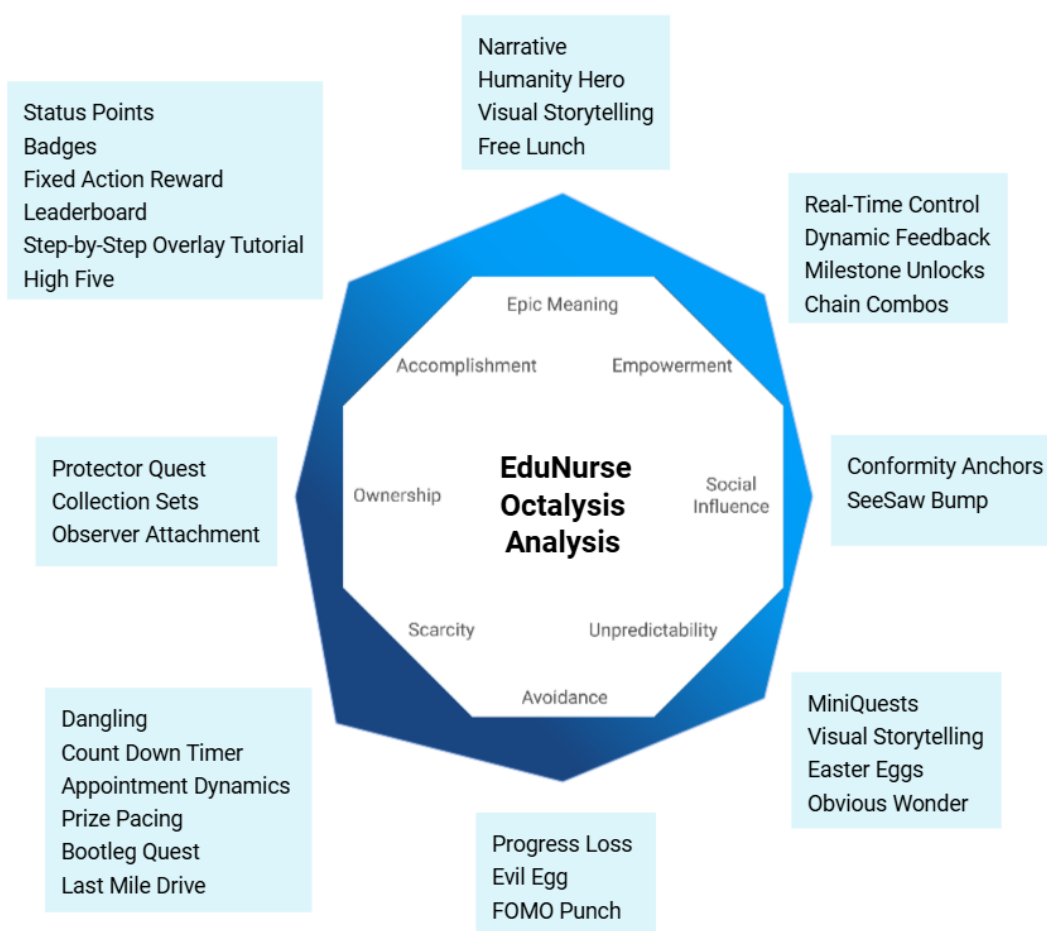 Narrative
Humanity Hero
Visual Storytelling
Free Lunch
Status Points
Badges
Fixed Action Reward
Leaderboard
Step-by-Step Overlay Tutorial
High Five
Real-Time Control
Dynamic Feedback
Milestone Unlocks
Chain Combos
Epic Meaning
Accomplishment
Empowerment
Protector Quest
Collection Sets
Observer Attachment
Ownership
EduNurse
Octalysis
Analysis
Social
Influence
Conformity Anchors
SeeSaw Bump
Scarcity
Unpredictability
Avoidance
Dangling
Count Down Timer
Appointment Dynamics
Prize Pacing
Bootleg Quest
Last Mile Drive
MiniQuests
Visual Storytelling
Easter Eggs
Obvious Wonder
Progress Loss
Evil Egg
FOMO Punch